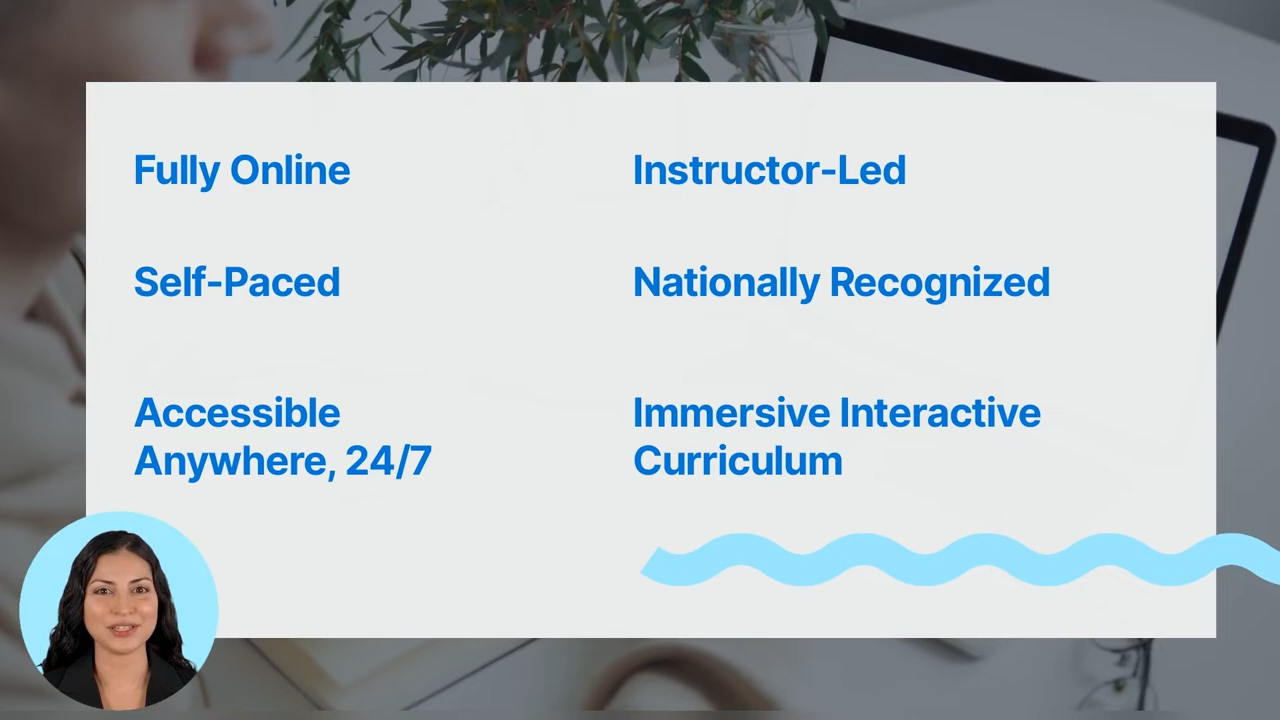 Fully Online
Instructor-Led
Self-Paced
Nationally Recognized
Accessible
Anywhere, 24/7
Immersive Interactive
Curriculum